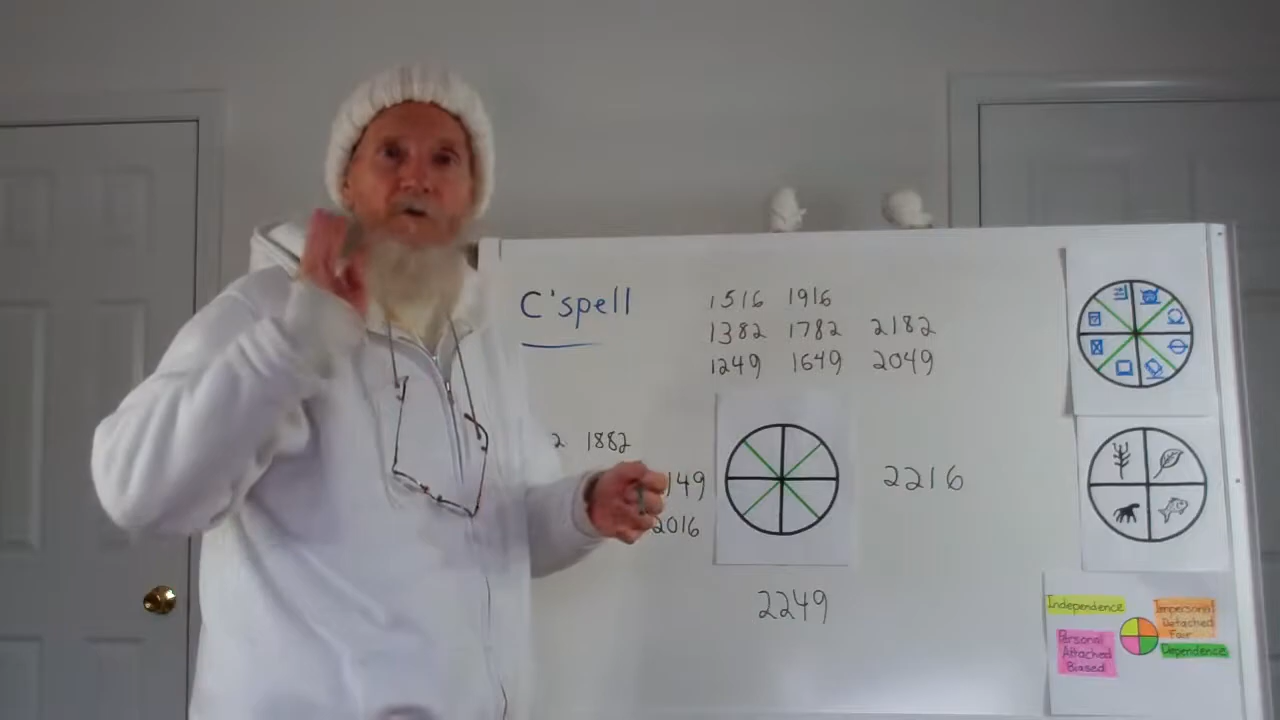 C'spell
1516 1916
1382 1782 2182
1249 1649 2049
2 1882
149
2016
2216
2249
Independence
Impersonal
Detached
Fair
Personal
Attached
Biased
Dependence